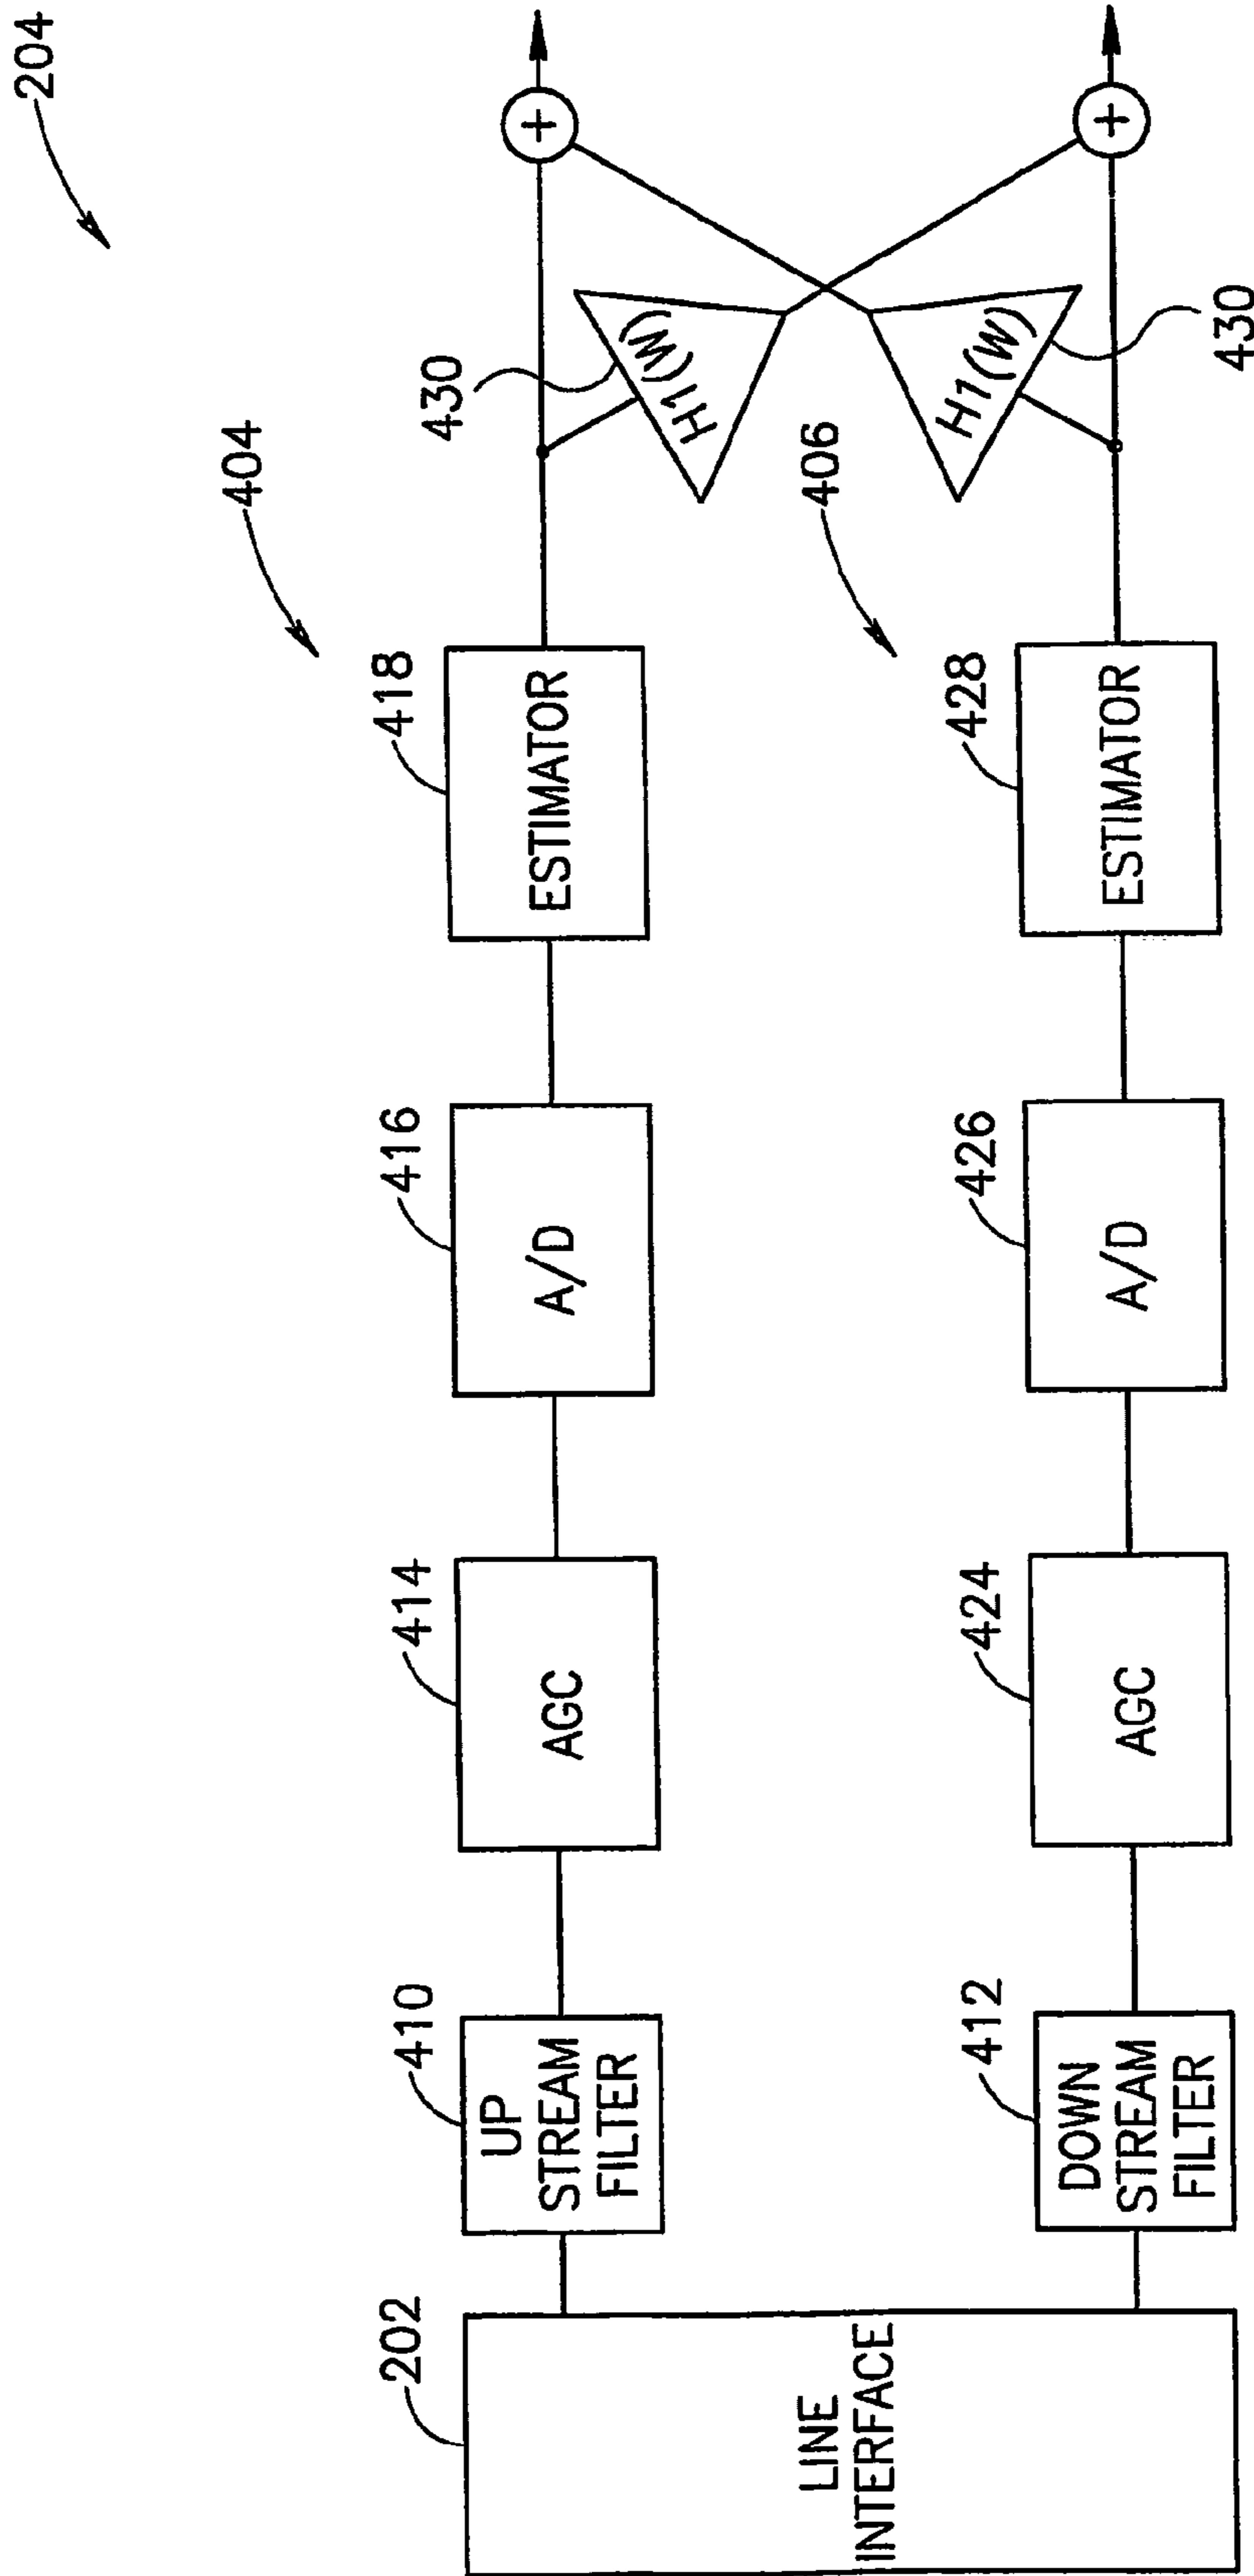 204
404
202
410
414
416
418
430
LINE
INTERFACE
UP
STREAM
FILTER
AGC
A/D
ESTIMATOR
H1(W)
+
406
412
424
426
428
DOWN
STREAM
FILTER
AGC
A/D
ESTIMATOR
H1(W)
430
+